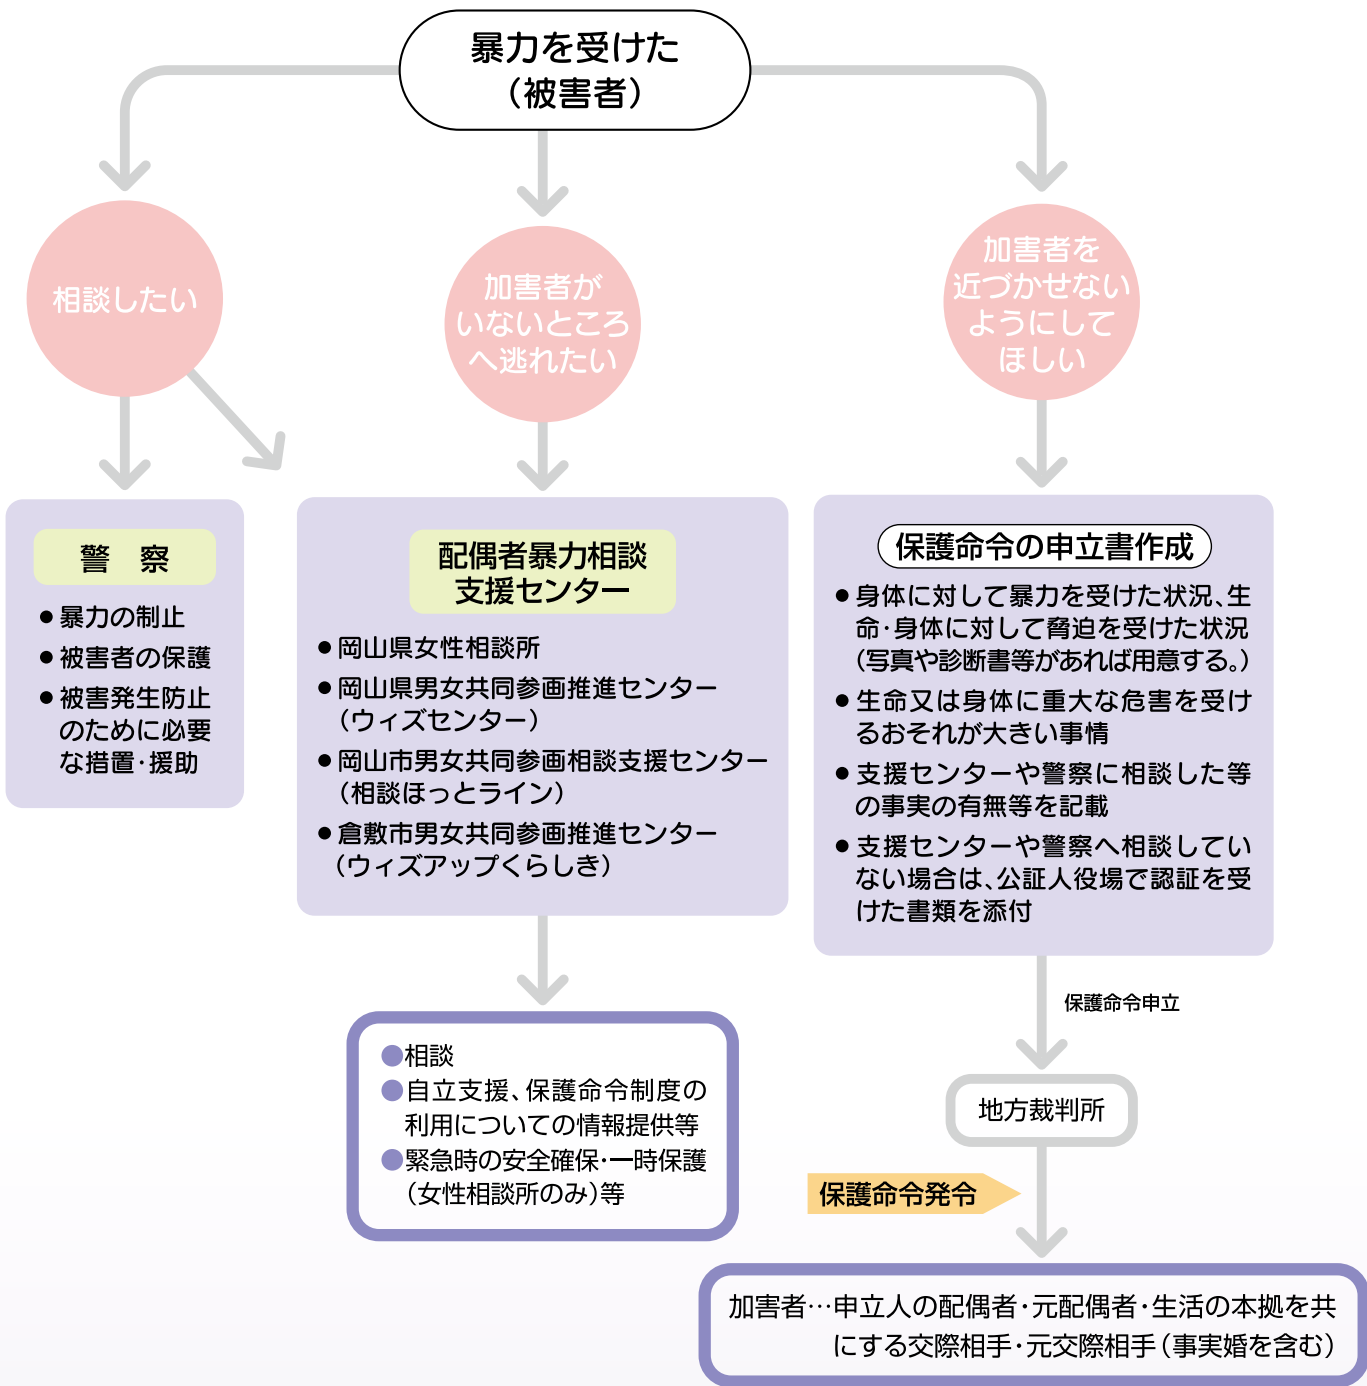 暴力を受けた
（被害者）
相談したい
加害者が
いないところ
へ逃れたい
加害者を
近づかせない
ようにして
ほしい
警　察
●暴力の制止
●被害者の保護
●被害発生防止
のために必要
な措置・援助
配偶者暴力相談
支援センター
●岡山県女性相談所
●岡山県男女共同参画推進センター
（ウィズセンター）
●岡山市男女共同参画相談支援センター
（相談ほっとライン）
●倉敷市男女共同参画推進センター
（ウィズアップくらしき）
●相談
●自立支援、保護命令制度の
利用についての情報提供等
●緊急時の安全確保・一時保護
（女性相談所のみ）等
保護命令の申立書作成
●身体に対して暴力を受けた状況、生
命・身体に対して脅迫を受けた状況
（写真や診断書等があれば用意する。）
●生命又は身体に重大な危害を受け
るおそれが大きい事情
●支援センターや警察に相談した等
の事実の有無等を記載
●支援センターや警察へ相談してい
ない場合は、公証人役場で認証を受
けた書類を添付
保護命令申立
地方裁判所
保護命令発令
加害者…申立人の配偶者・元配偶者・生活の本拠を共
にする交際相手・元交際相手（事実婚を含む）